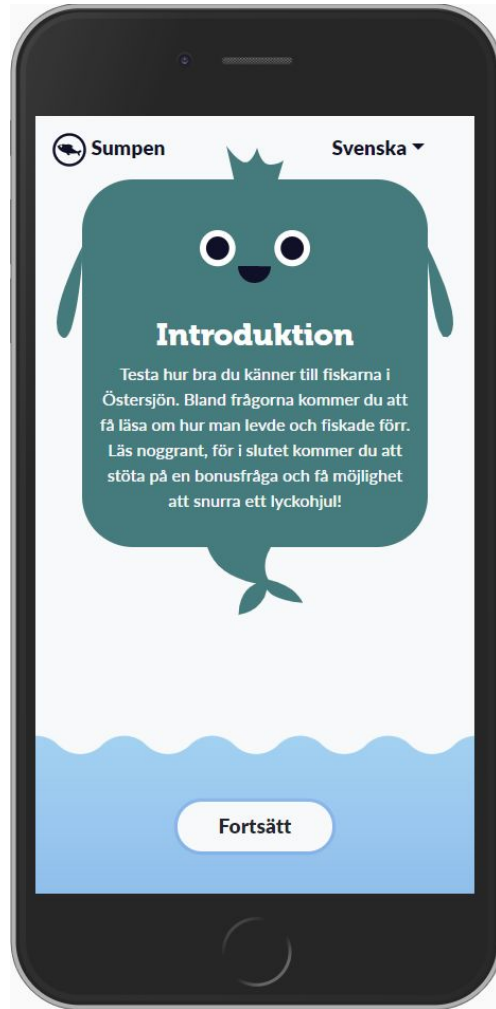 Sumpen
Svenska
Introduktion
Testa hur bra du känner till fiskarna i
Östersjön. Bland frågorna kommer du att
få läsa om hur man levde och fiskade förr.
Läs noggrant, för i slutet kommer du att
stöta på en bonusfråga och få möjlighet
att snurra ett lyckohjul!
Fortsätt